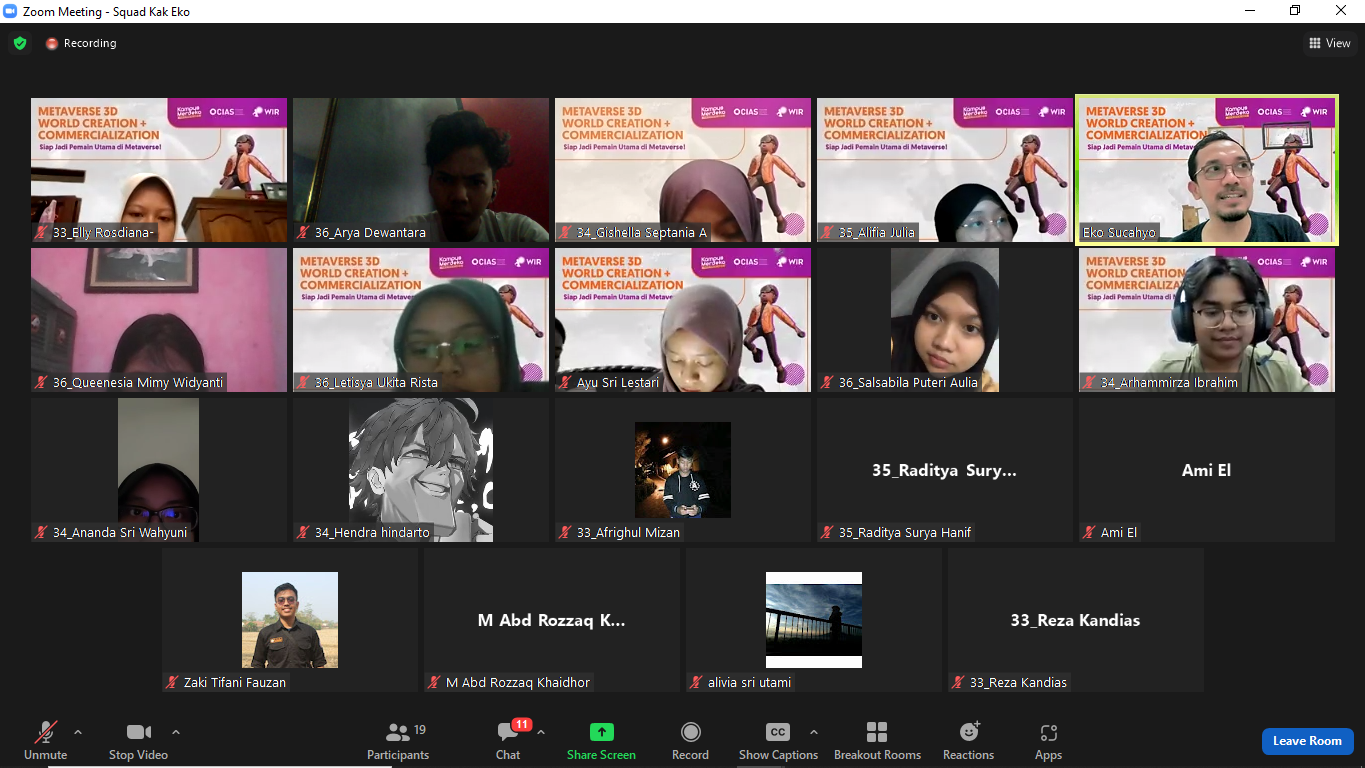 Zoom Meeting - Squad Kak Eko
Recording
View
METAVERSE 3D
WORLD CREATION +
COMMERCIALIZATION
Siap Jadi Pemain Utama di Metaverse!
Kampus
Merdeka
OCIAS
WIR
33_Elly Rosdiana-
36_Arya Dewantara
METAVERSE 3D
WORLD CREATION +
COMMERCIALIZATION
Siap Jadi Pemain Utama di Metaverse!
Kampus
Merdeka
OCIAS
WIR
34_Gishella Septania A
METAVERSE 3D
WORLD CREATION +
COMMERCIALIZATION
Siap Jadi Pemain Utama di Metaverse!
Kampus
Merdeka
OCIAS
WIR
35_Alifia Julia
METAVERSE 3D
WORLD CREATION +
COMMERCIALIZATION
Siap Jadi Pemain Utama di Metaverse!
Kampus
Merdeka
OCIAS
WIR
Eko Sucahyo
36_Queenesia Mimy Widyanti
METAVERSE 3D
WORLD CREATION +
COMMERCIALIZATION
Siap Jadi Pemain Utama di Metaverse!
Kampus
Merdeka
OCIAS
WIR
36_Letisya Ukita Rista
METAVERSE 3D
WORLD CREATION +
COMMERCIALIZATION
Siap Jadi Pemain Utama di Metaverse!
Kampus
Merdeka
OCIAS
WIR
Ayu Sri Lestari
36_Salsabila Puteri Aulia
METAVERSE 3D
WORLD CREATION +
Siap Jadi Pemain Utama di Metaverse!
Kampus
Merdeka
OCIAS
WIR
34_Arhammirza Ibrahim
34_Ananda Sri Wahyuni
34_Hendra hindarto
33_Afrighul Mizan
35_Raditya Sury...
35_Raditya Surya Hanif
Ami El
Ami El
Zaki Tifani Fauzan
M Abd Rozzaq K...
M Abd Rozzaq Khaidhor
alivia sri utami
33_Reza Kandias
33_Reza Kandias
Unmute
Stop Video
Participants
19
Chat
11
Share Screen
Record
CC
Show Captions
Breakout Rooms
Reactions
Apps
Leave Room